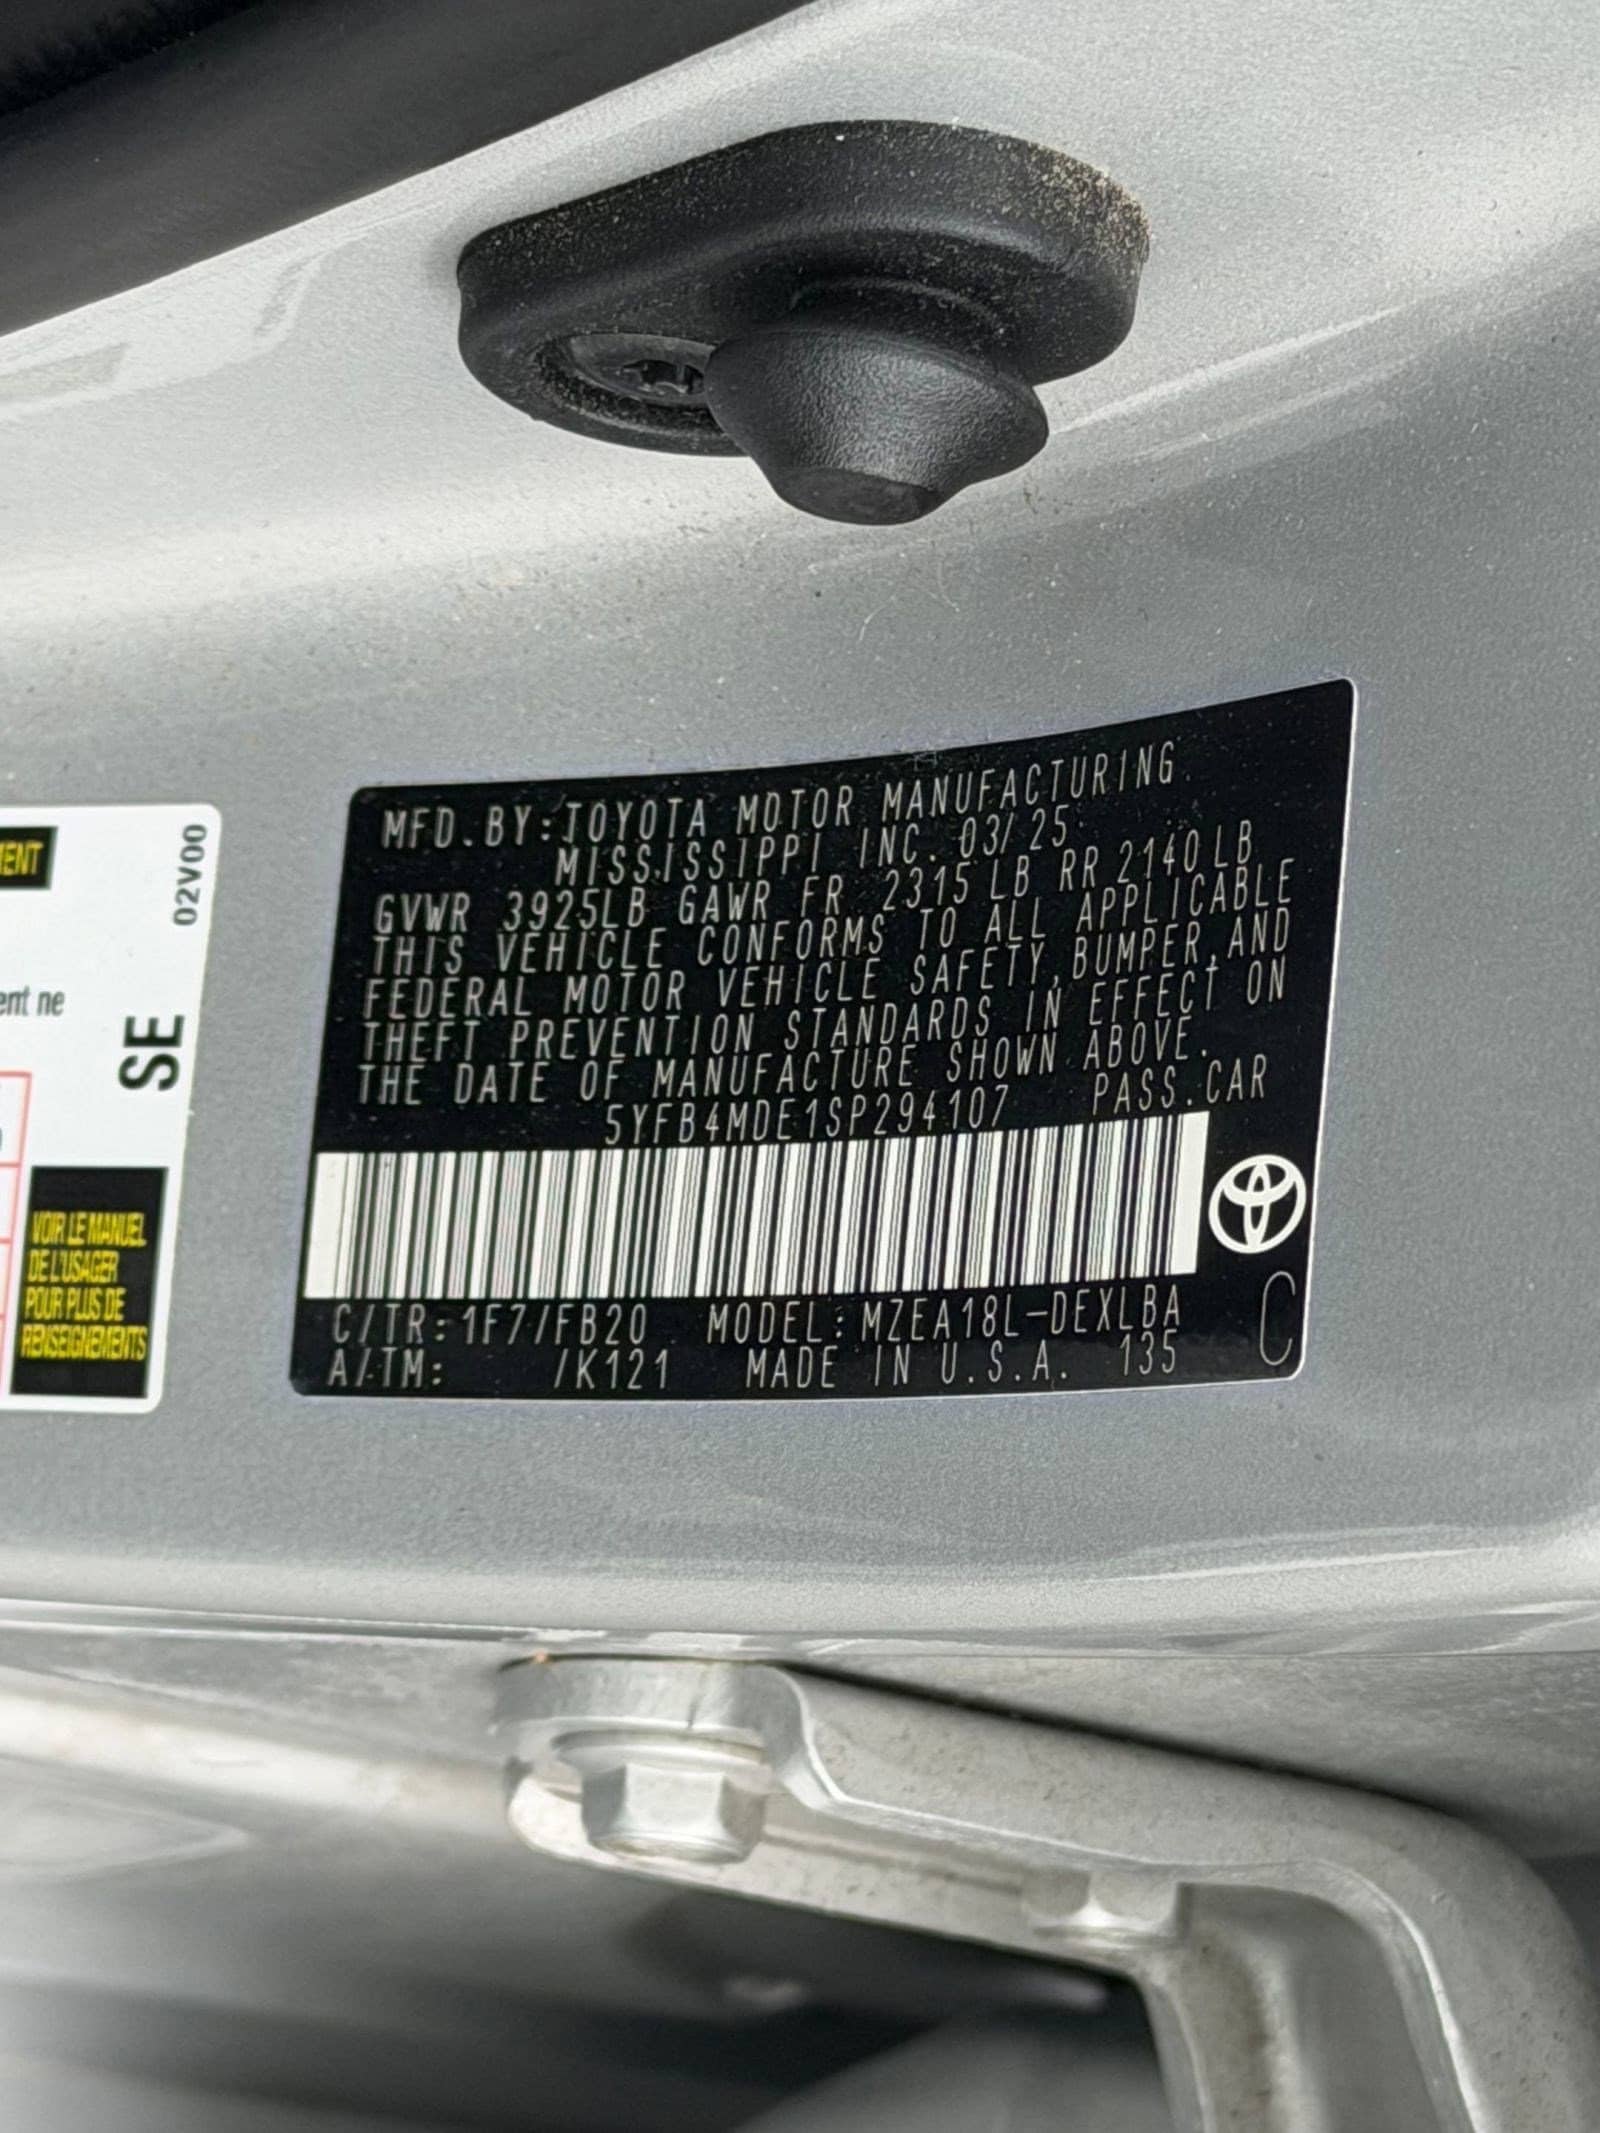 MENT
02V00
ent ne
SE
VOIR LE MANUEL
DE L'USAGER
POUR PLUS DE
RENSEIGNEMENTS
MFD. BY: TOYOTA MOTOR MANUFACTURING
MISSISSIPPI INC. 03/25
GVWR 3925LB GAWR FR 2315 LB RR 2140 LB
THIS VEHICLE CONFORMS TO ALL APPLICABLE
FEDERAL MOTOR VEHICLE SAFETY, BUMPER, AND
THEFT PREVENTION STANDARDS IN EFFECT ON
THE DATE OF MANUFACTURE SHOWN ABOVE.
5YFB4MDE1SP294107 PASS. CAR
C/TR: 1F7/FB20 MODEL: MZEA18L-DEXLBA
A/TM: /K121 MADE IN U.S.A. 135
C